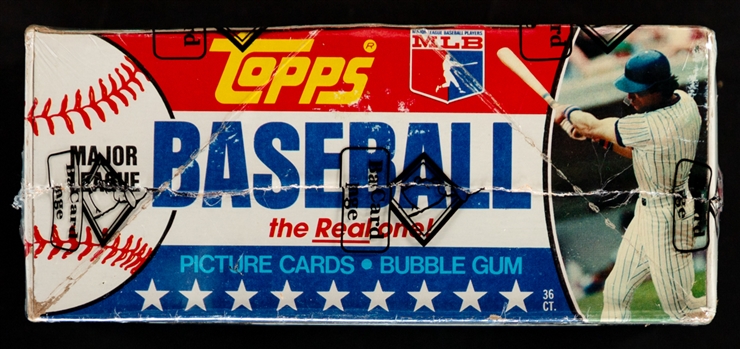 TOPPS®
MAJOR LEAGUE BASEBALL PLAYERS
MLB
MAJOR
LEAGUE
BASEBALL
the Real one!
PICTURE CARDS • BUBBLE GUM
36
CT.